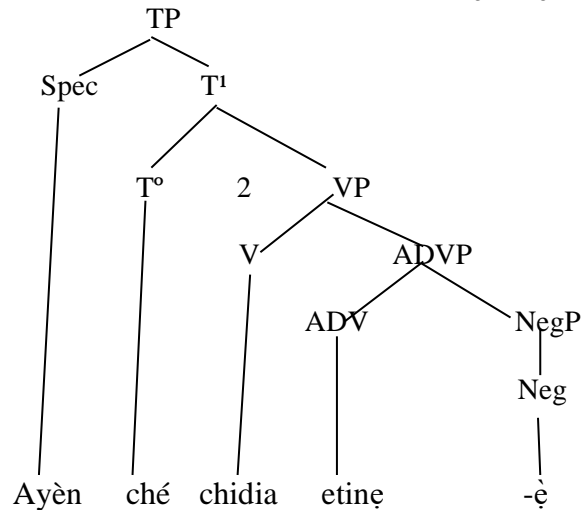 TP
Spec T¹
Tº 2 VP
V ADVP
ADV NegP
Neg
Ayèn ché chidia etinẹ -ẹ̀